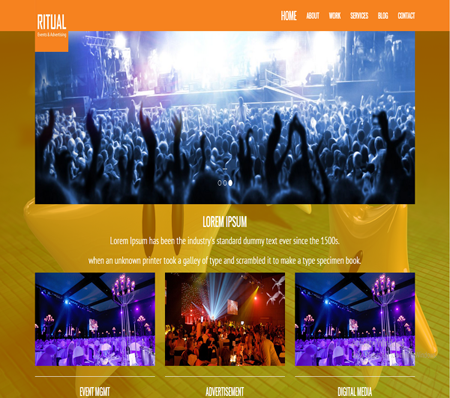 RITUAL
Events & Advertising
HOME ABOUT WORK SERVICES BLOG CONTACT
LOREM IPSUM
Lorem Ipsum has been the industry's standard dummy text ever since the 1500s.
when an unknown printer took a galley of type and scrambled it to make a type specimen book.
EVENT MGMT ADVERTISEMENT DIGITAL MEDIA